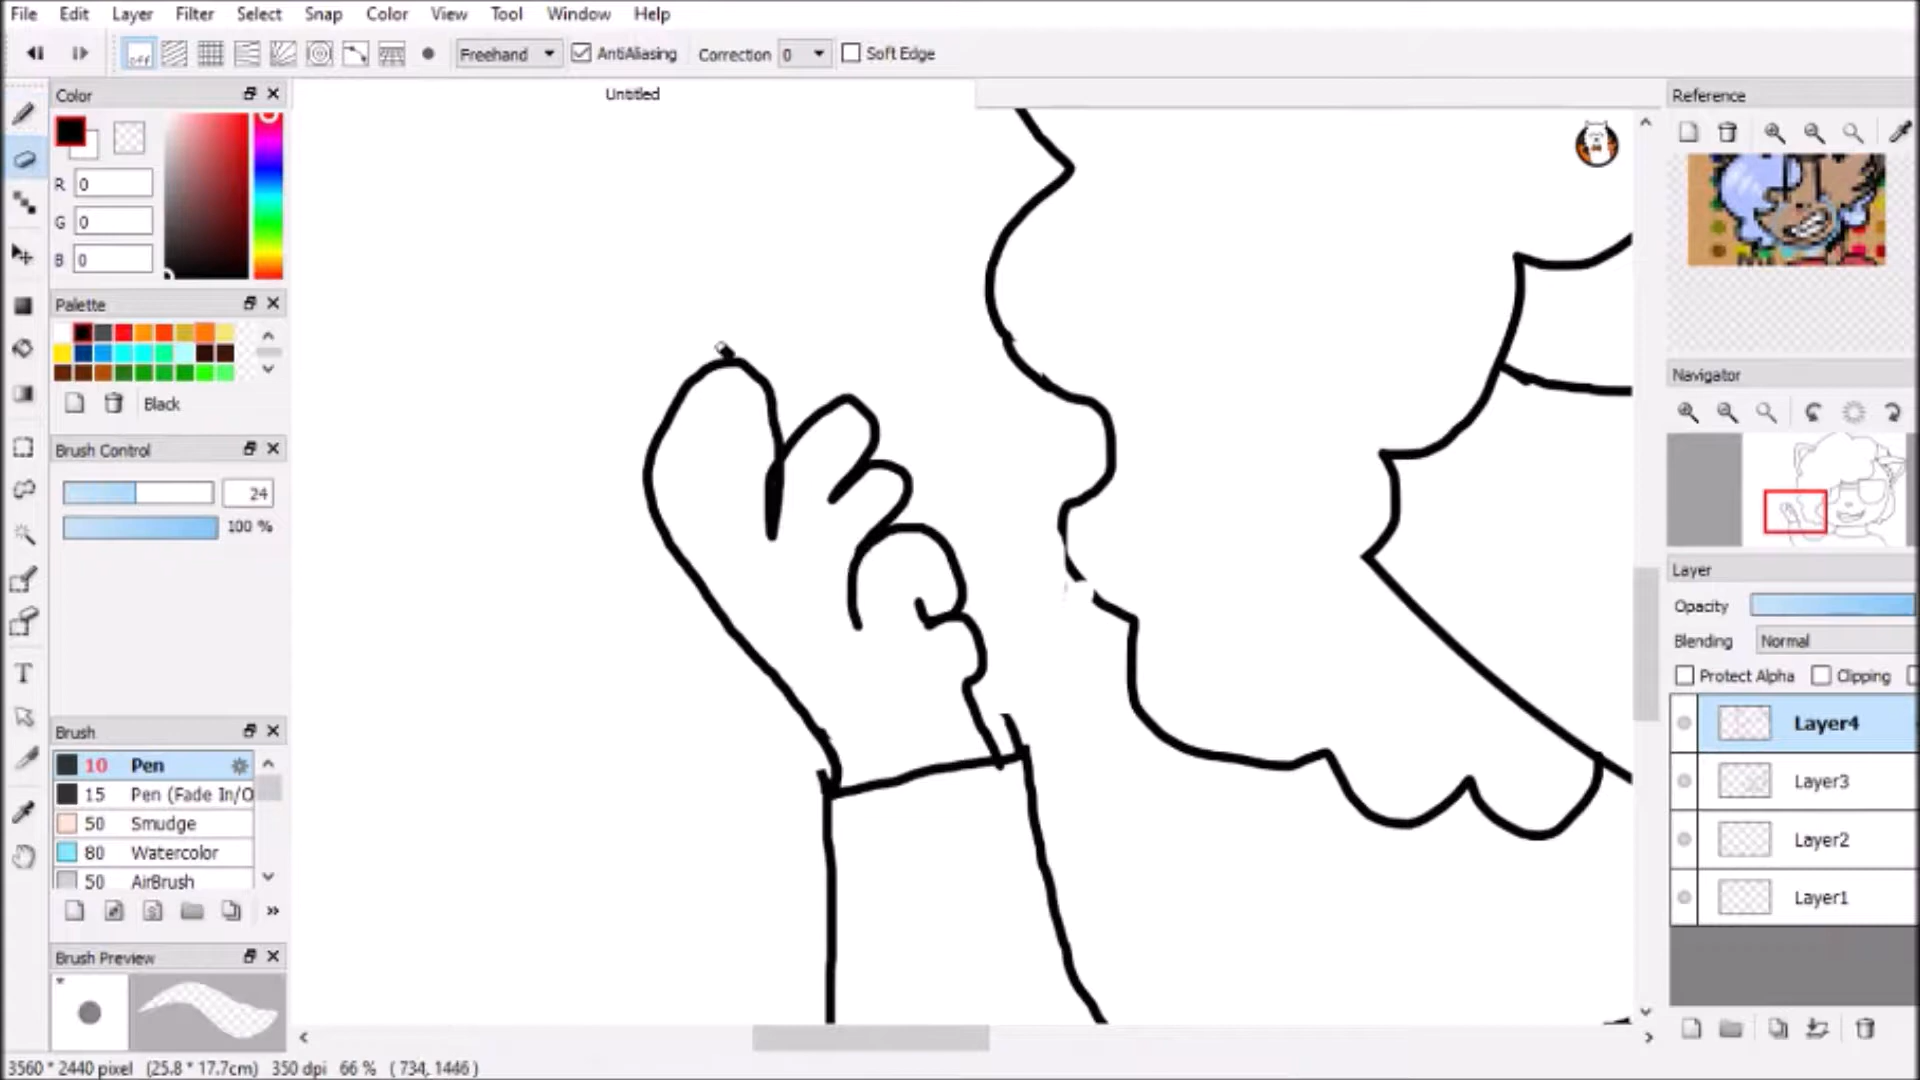 File Edit Layer Filter Select Snap Color View Tool Window Help
off Freehand AntiAliasing Correction 0 Soft Edge
Color
Untitled
Reference
R 0
G 0
B 0
Palette
Black
Navigator
Brush Control
24
100 %
Layer
Opacity
Blending Normal
Protect Alpha Clipping
Layer4
Layer3
Layer2
Layer1
Brush
10 Pen
15 Pen (Fade In/O
50 Smudge
80 Watercolor
50 AirBrush
Brush Preview
3560 * 2440 pixel (25.8 * 17.7cm) 350 dpi 66 % ( 734, 1446 )